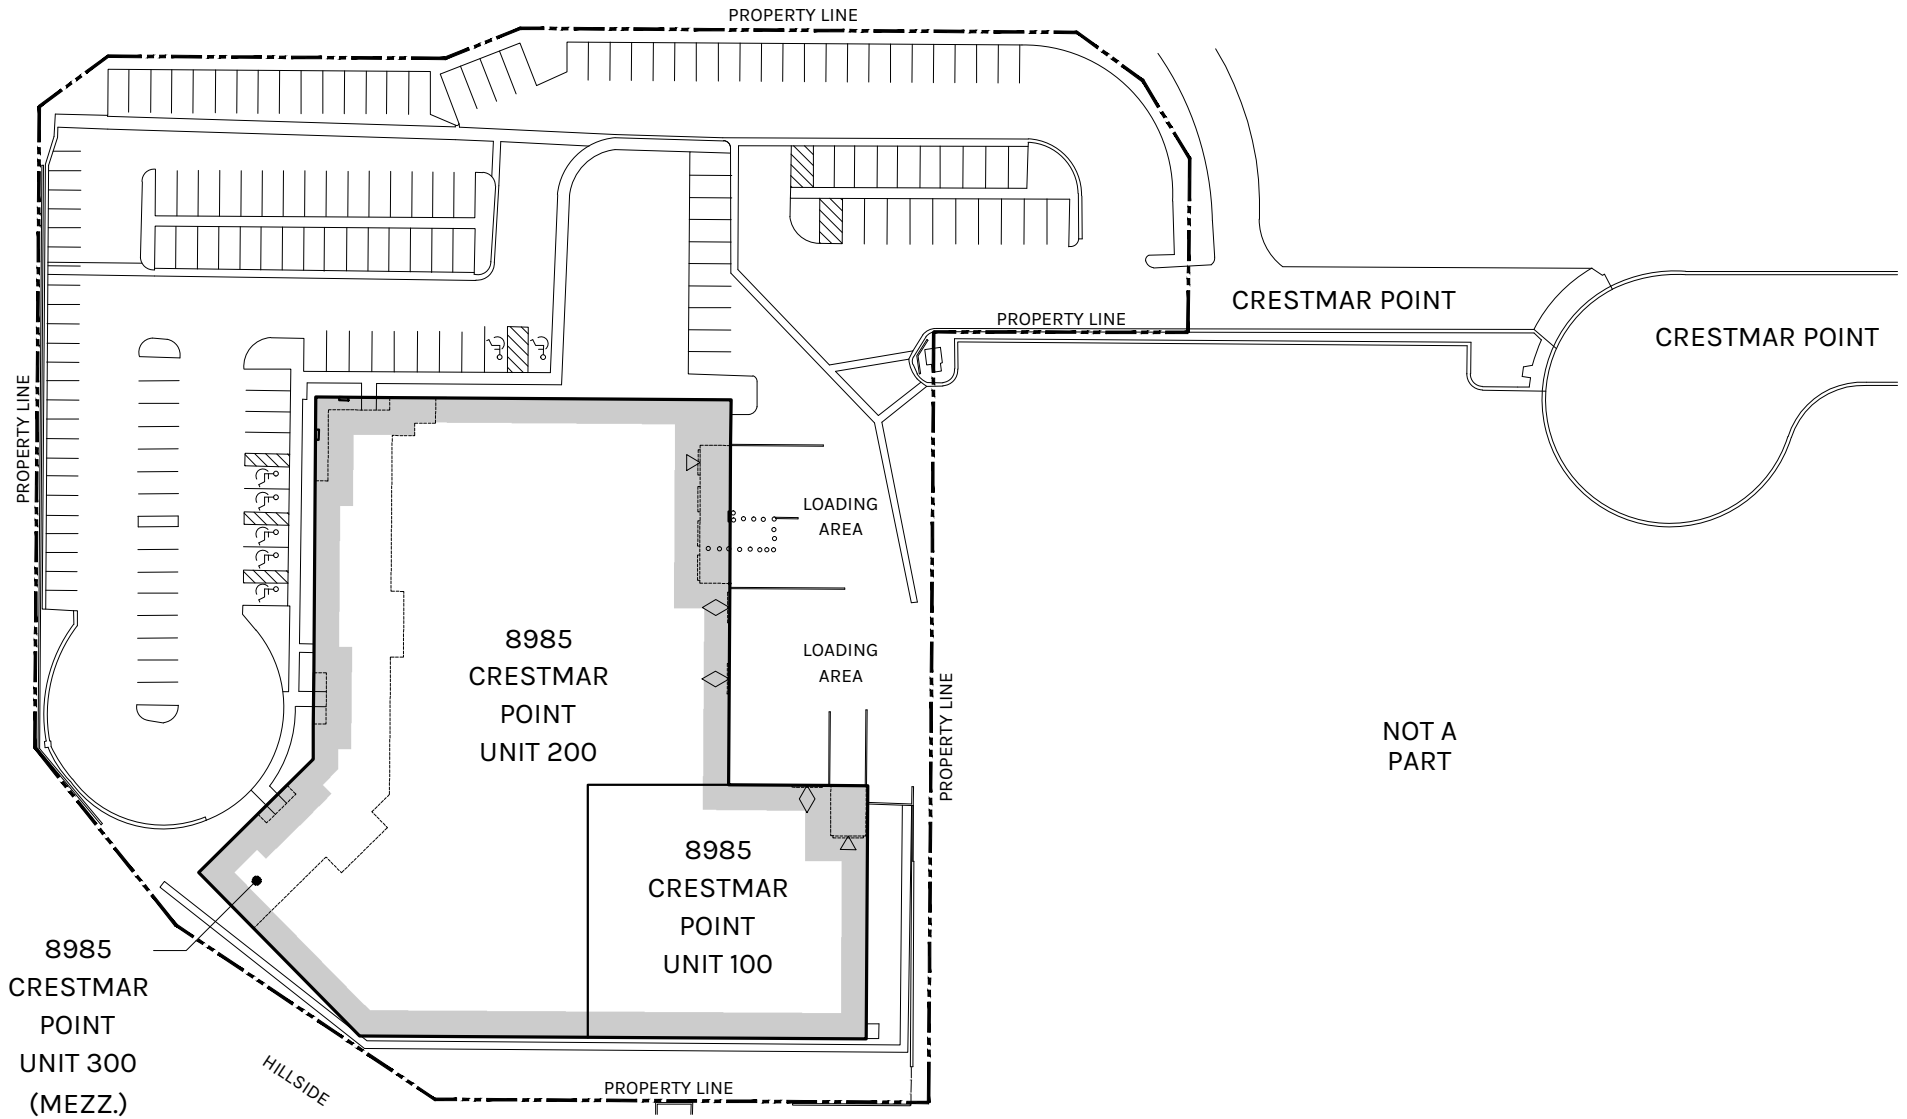 PROPERTY LINE
CRESTMAR POINT
PROPERTY LINE
CRESTMAR POINT
PROPERTY LINE
LOADING
AREA
8985
CRESTMAR
POINT
UNIT 200
LOADING
AREA
PROPERTY LINE
NOT A
PART
8985
CRESTMAR
POINT
UNIT 100
8985
CRESTMAR
POINT
UNIT 300
(MEZZ.)
HILLSIDE
PROPERTY LINE